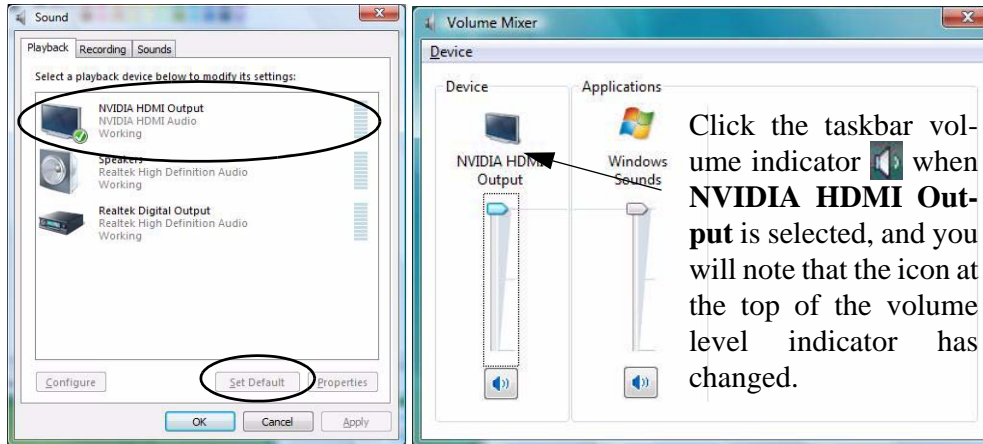 Sound
Playback Recording Sounds
Select a playback device below to modify its settings:
NVIDIA HDMI Output
NVIDIA HDMI Audio
Working
Speakers
Realtek High Definition Audio
Working
Realtek Digital Output
Realtek High Definition Audio
Working
Configure Set Default Properties
OK Cancel Apply
Volume Mixer
Device
Device Applications
NVIDIA HDMI
Output
Windows
Sounds
Click the taskbar vol-
ume indicator when
NVIDIA HDMI Out-
put is selected, and you
will note that the icon at
the top of the volume
level indicator has
changed.